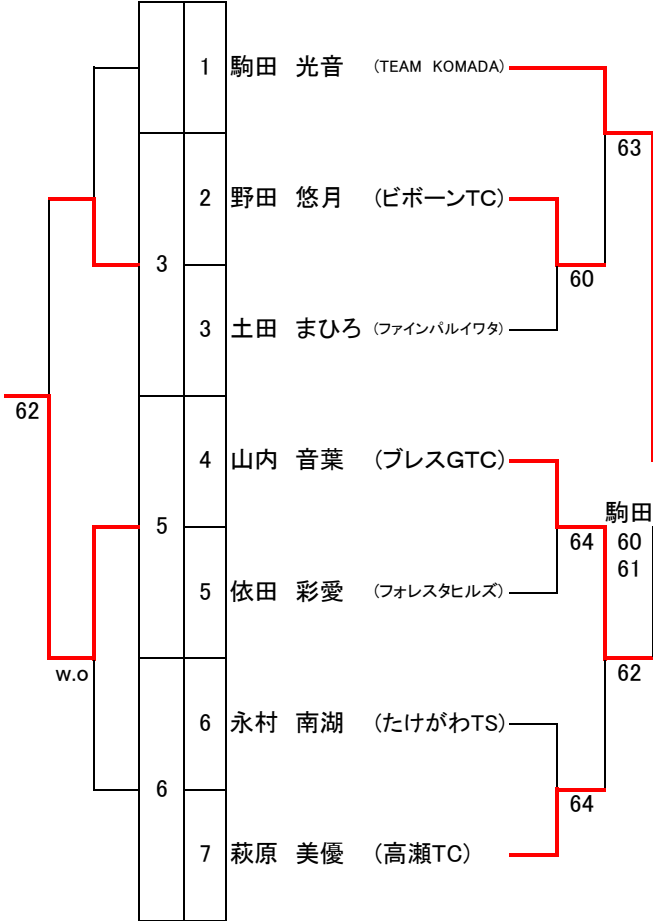 1 駒田 光音 (TEAM KOMADA)
63
2 野田 悠月 (ビボーンTC)
3
60
3 土田 まひろ (ファインパルイワタ)
62
4 山内 音葉 (ブレスGTC)
駒田
5
64 60
61
5 依田 彩愛 (フォレスタヒルズ)
w.o
62
6 永村 南湖 (たけがわTS)
6
64
7 萩原 美優 (高瀬TC)